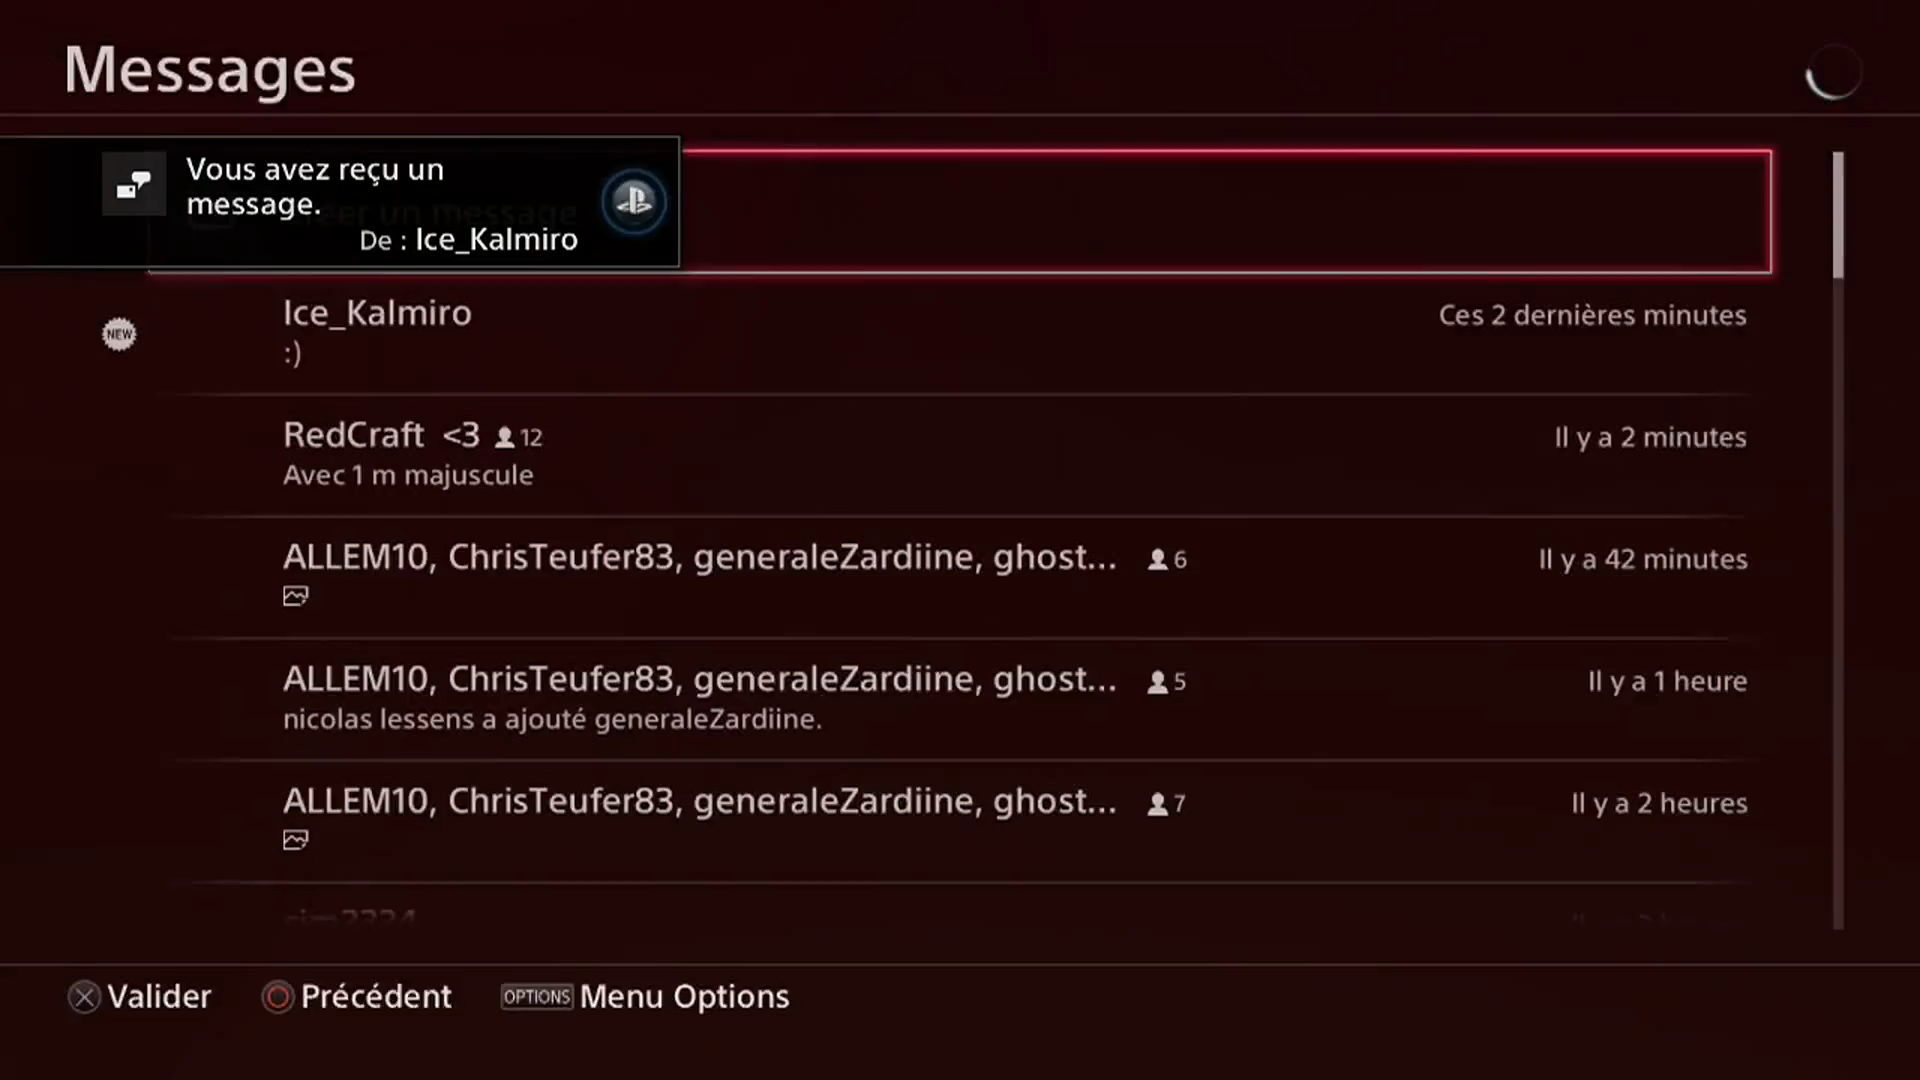 Messages
Vous avez reçu un
message.
De : Ice_Kalmiro
NEW
Ice_Kalmiro
Ces 2 dernières minutes
:)
RedCraft <3 12
Il y a 2 minutes
Avec 1 m majuscule
ALLEM10, ChrisTeufer83, generaleZardiine, ghost... 6
Il y a 42 minutes
ALLEM10, ChrisTeufer83, generaleZardiine, ghost... 5
Il y a 1 heure
nicolas lessens a ajouté generaleZardiine.
ALLEM10, ChrisTeufer83, generaleZardiine, ghost... 7
Il y a 2 heures
Valider
Précédent
OPTIONS Menu Options